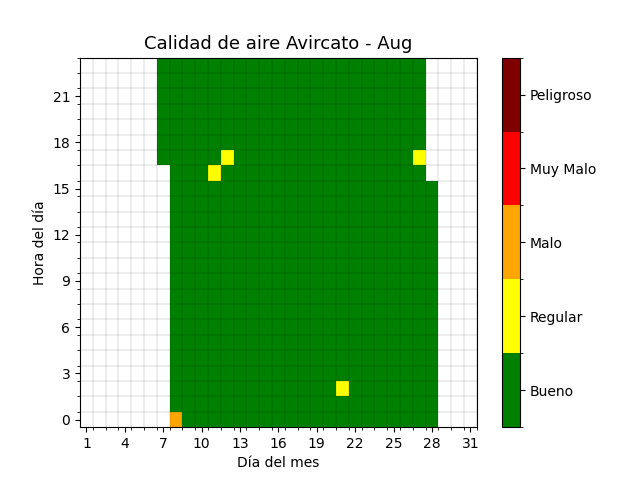 Calidad de aire Avircato - Aug
21
18
15
12
9
6
3
0
Hora del día
1 4 7 10 13 16 19 22 25 28 31
Día del mes
Peligroso
Muy Malo
Malo
Regular
Bueno